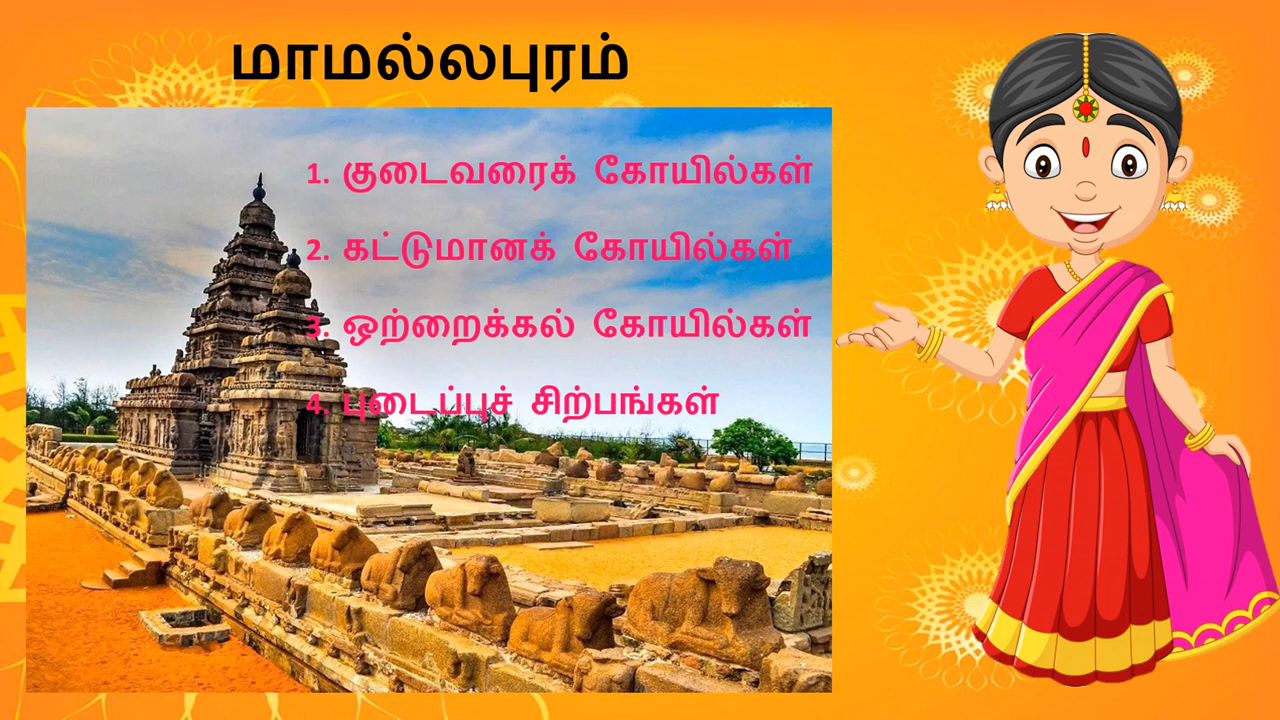 மாமல்லபுரம்
1. குடைவரைக் கோயில்கள்
2. கட்டுமானக் கோயில்கள்
3. ஒற்றைக்கல் கோயில்கள்
4. புடைப்புச் சிற்பங்கள்